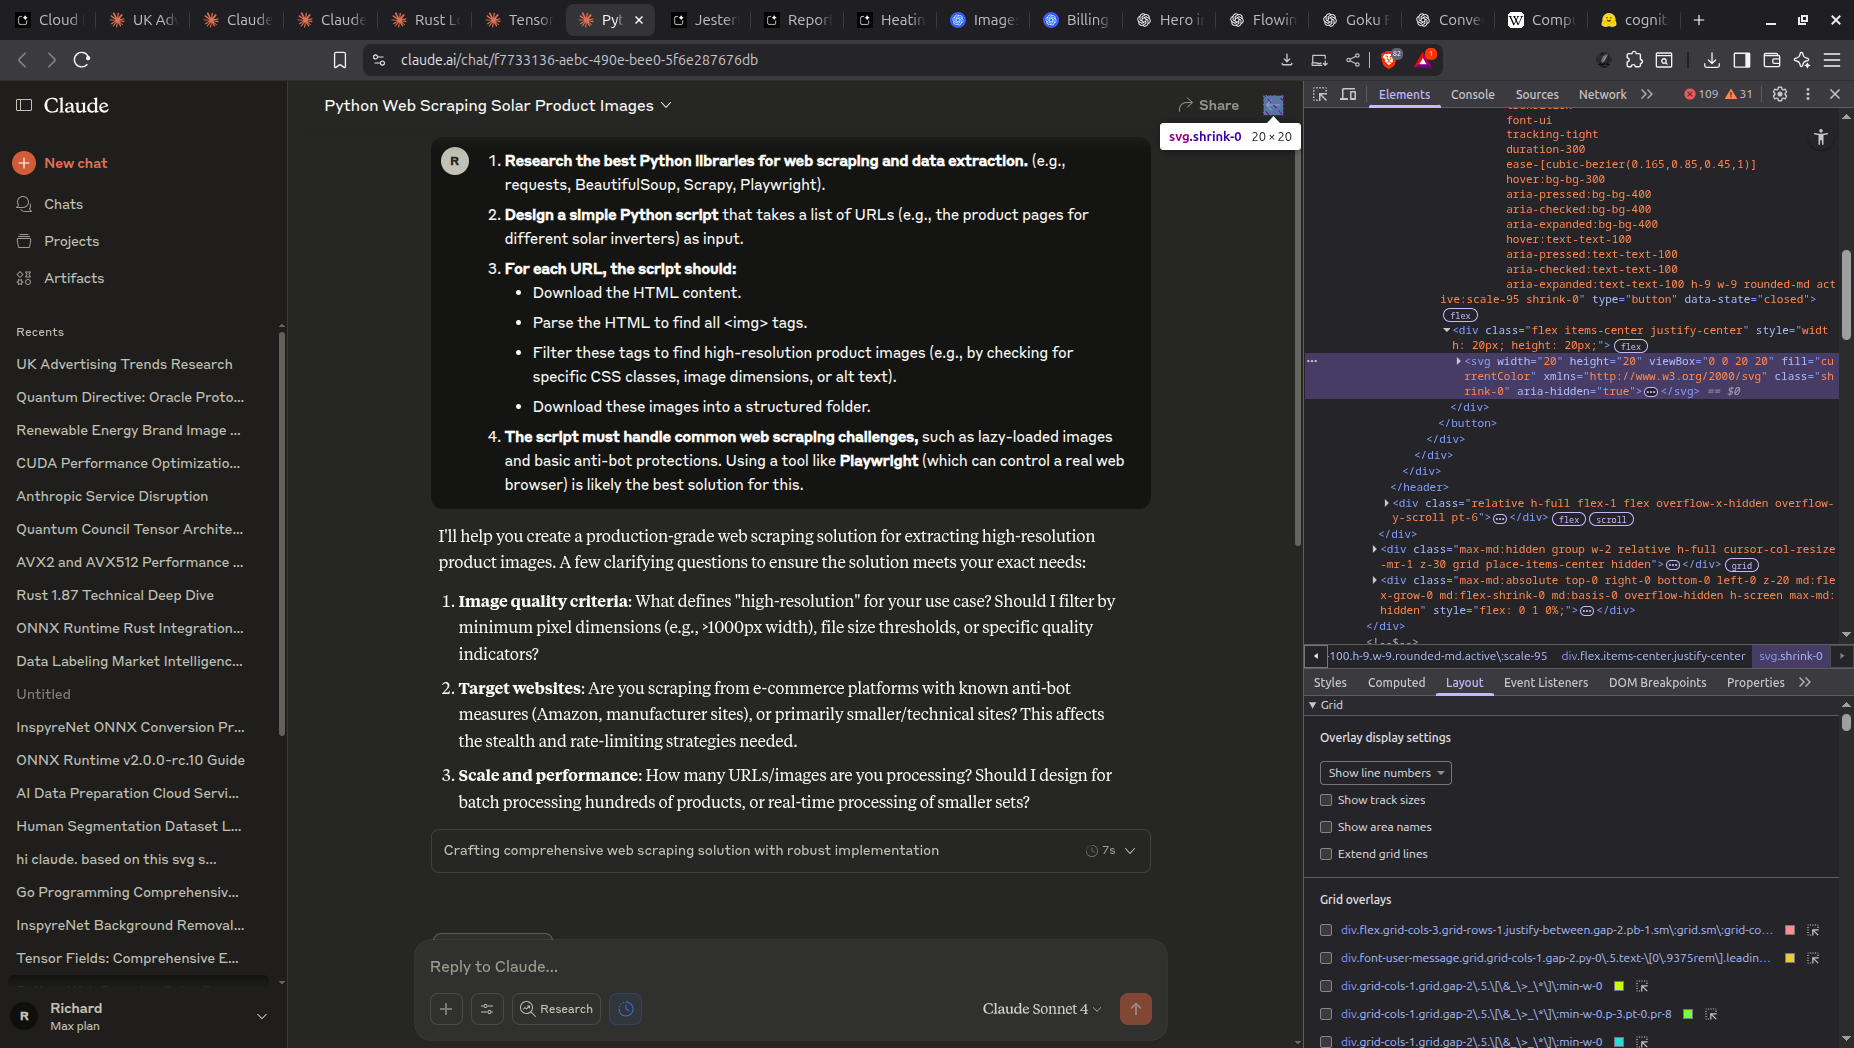 Cloud
UK Adv
Claude
Claude
Rust L
Tensor
Pyt
Jester
Report
Heatin
Image
Billing
Hero i
Flowin
Goku F
Conve
Compu
cognit
claude.ai/chat/f7733136-aebc-490e-bee0-5f6e287676db
82
1
Claude
New chat
Chats
Projects
Artifacts
Recents
UK Advertising Trends Research
Quantum Directive: Oracle Proto...
Renewable Energy Brand Image ...
CUDA Performance Optimizatio...
Anthropic Service Disruption
Quantum Council Tensor Archite...
AVX2 and AVX512 Performance ...
Rust 1.87 Technical Deep Dive
ONNX Runtime Rust Integration...
Data Labeling Market Intelligenc...
Untitled
InspyreNet ONNX Conversion Pr...
ONNX Runtime v2.0.0-rc.10 Guide
AI Data Preparation Cloud Servi...
Human Segmentation Dataset L...
hi claude. based on this svg s...
Go Programming Comprehensiv...
InspyreNet Background Removal...
Tensor Fields: Comprehensive E...
R
Richard
Max plan
Python Web Scraping Solar Product Images
Share
svg.shrink-0 20 × 20
R
1. Research the best Python libraries for web scraping and data extraction. (e.g.,
requests, BeautifulSoup, Scrapy, Playwright).
2. Design a simple Python script that takes a list of URLs (e.g., the product pages for
different solar inverters) as input.
3. For each URL, the script should:
• Download the HTML content.
• Parse the HTML to find all <img> tags.
• Filter these tags to find high-resolution product images (e.g., by checking for
specific CSS classes, image dimensions, or alt text).
• Download these images into a structured folder.
4. The script must handle common web scraping challenges, such as lazy-loaded images
and basic anti-bot protections. Using a tool like Playwright (which can control a real web
browser) is likely the best solution for this.
I'll help you create a production-grade web scraping solution for extracting high-resolution
product images. A few clarifying questions to ensure the solution meets your exact needs:
1. Image quality criteria: What defines "high-resolution" for your use case? Should I filter by
minimum pixel dimensions (e.g., >1000px width), file size thresholds, or specific quality
indicators?
2. Target websites: Are you scraping from e-commerce platforms with known anti-bot
measures (Amazon, manufacturer sites), or primarily smaller/technical sites? This affects
the stealth and rate-limiting strategies needed.
3. Scale and performance: How many URLs/images are you processing? Should I design for
batch processing hundreds of products, or real-time processing of smaller sets?
Crafting comprehensive web scraping solution with robust implementation
7s
Reply to Claude...
Research
Claude Sonnet 4
Elements
Console
Sources
Network
109
31
transition
font-ui
tracking-tight
duration-300
ease-[cubic-bezier(0.165,0.85,0.45,1)]
hover:bg-bg-300
aria-pressed:bg-bg-400
aria-checked:bg-bg-400
aria-expanded:bg-bg-400
hover:text-text-100
aria-pressed:text-text-100
aria-checked:text-text-100
aria-expanded:text-text-100 h-9 w-9 rounded-md act
ive:scale-95 shrink-0" type="button" data-state="closed">
flex
<div class="flex items-center justify-center" style="widt
h: 20px; height: 20px;"> flex
<svg width="20" height="20" viewBox="0 0 20 20" fill="cu
rrentColor" xmlns="http://www.w3.org/2000/svg" class="sh
rink-0" aria-hidden="true"> </svg> == $0
</div>
</button>
</div>
</div>
</div>
</header>
<div class="relative h-full flex-1 flex overflow-x-hidden overflow-
y-scroll pt-6"> </div> flex scroll
</div>
<div class="max-md:hidden group w-2 relative h-full cursor-col-resize
-mr-1 z-30 grid place-items-center hidden"> </div> grid
<div class="max-md:absolute top-0 right-0 bottom-0 left-0 z-20 md:fle
x-grow-0 md:flex-shrink-0 md:basis-0 overflow-hidden h-screen max-md:
hidden" style="flex: 0 1 0%;"> </div>
</div>
<!--$-->
-100.h-9.w-9.rounded-md.active\:scale-95
div.flex.items-center.justify-center
svg.shrink-0
Styles
Computed
Layout
Event Listeners
DOM Breakpoints
Properties
Grid
Overlay display settings
Show line numbers
Show track sizes
Show area names
Extend grid lines
Grid overlays
div.flex.grid-cols-3.grid-rows-1.justify-between.gap-2.pb-1.sm\:grid.sm\:grid-co...
div.font-user-message.grid.grid-cols-1.gap-2.py-0\.5.text-\[0\.9375rem\].leadin...
div.grid-cols-1.grid.gap-2\.5.\[\&_\>_\*\]\:min-w-0
div.grid-cols-1.grid.gap-2\.5.\[\&_\>_\*\]\:min-w-0.p-3.pt-0.pr-8
div.grid-cols-1.grid.gap-2\.5.\[\&_\>_\*\]\:min-w-0